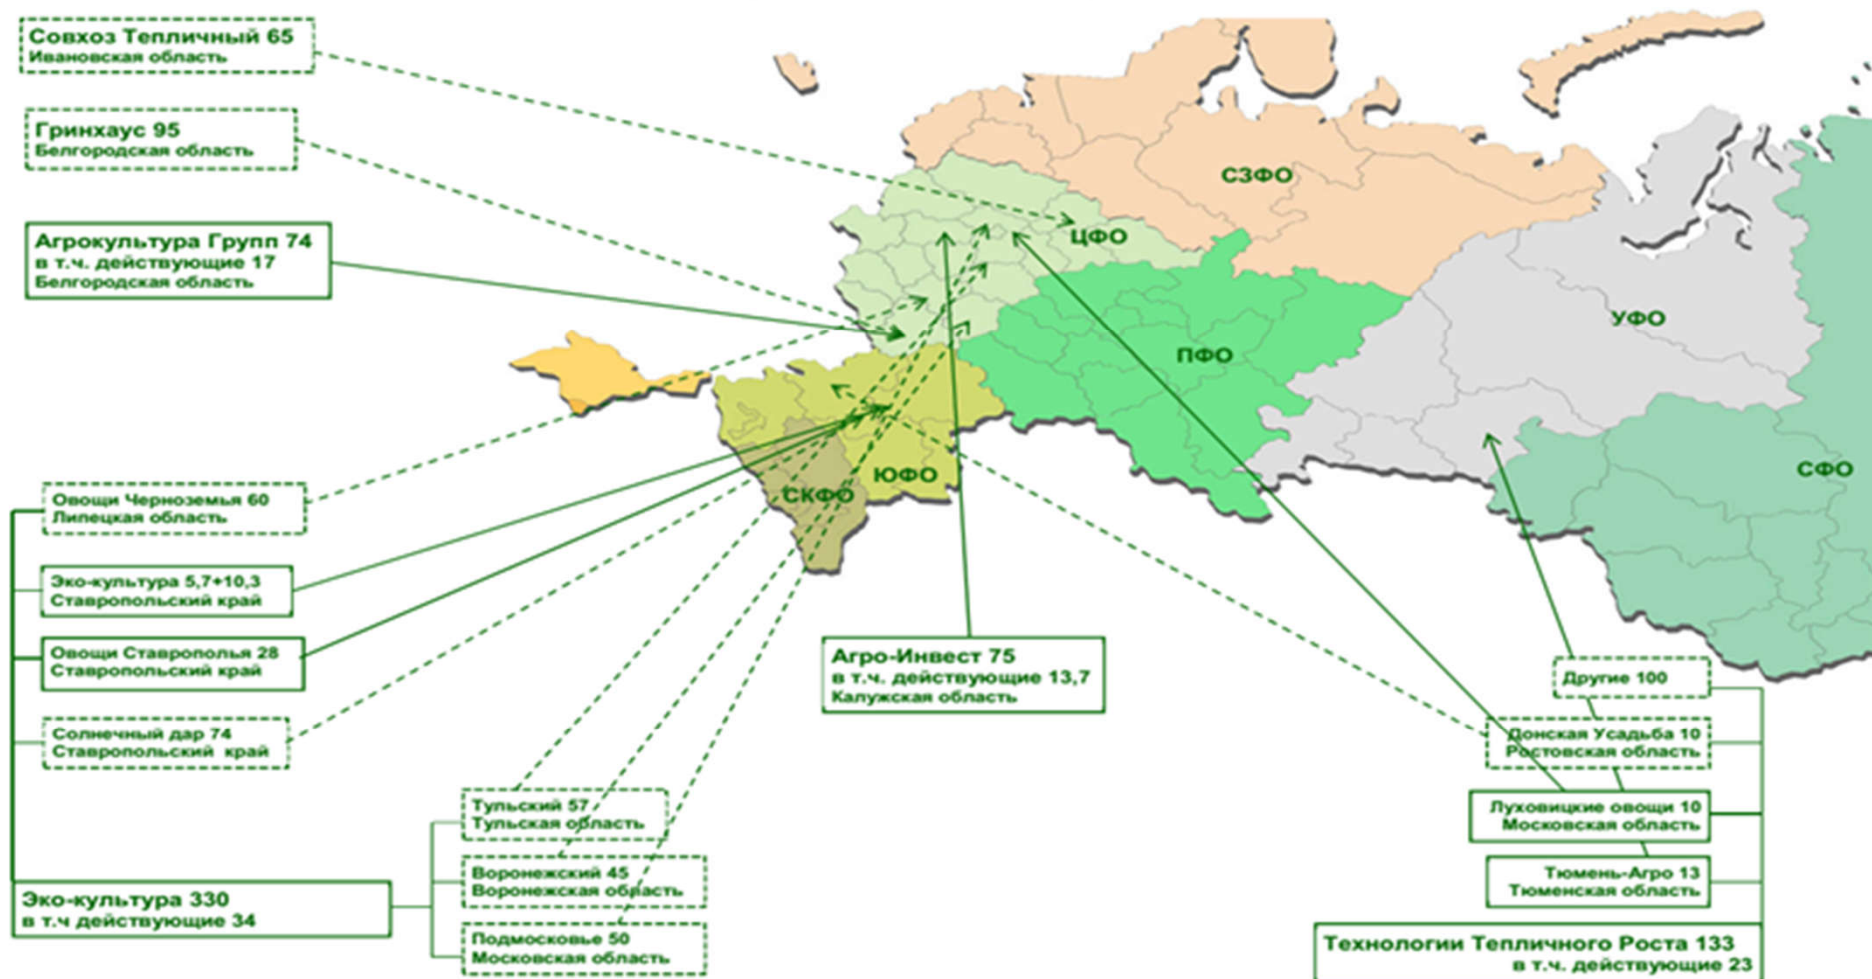 Совхоз Тепличный 65
Ивановская область
Гринхаус 95
Белгородская область
Агрокультура Групп 74
в т.ч. действующие 17
Белгородская область
СЗФО
ЦФО
УФО
ПФО
СФО
ЮФО
СКФО
Овощи Черноземья 60
Липецкая область
Эко-культура 5,7+10,3
Ставропольский край
Овощи Ставрополья 28
Ставропольский край
Солнечный дар 74
Ставропольский край
Эко-культура 330
в т.ч действующие 34
Тульский 57
Тульская область
Воронежский 45
Воронежская область
Подмосковье 50
Московская область
Агро-Инвест 75
в т.ч. действующие 13,7
Калужская область
Другие 100
Донская Усадьба 10
Ростовская область
Луховицкие овощи 10
Московская область
Тюмень-Агро 13
Тюменская область
Технологии Тепличного Роста 133
в т.ч. действующие 23